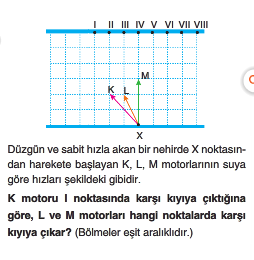 I II III IV V VI VII VIII
M
K L
X
Düzgün ve sabit hızla akan bir nehirde X noktasın-
dan harekete başlayan K, L, M motorlarının suya
göre hızları şekildeki gibidir.
K motoru I noktasında karşı kıyıya çıktığına
göre, L ve M motorları hangi noktalarda karşı
kıyıya çıkar? (Bölmeler eşit aralıklıdır.)